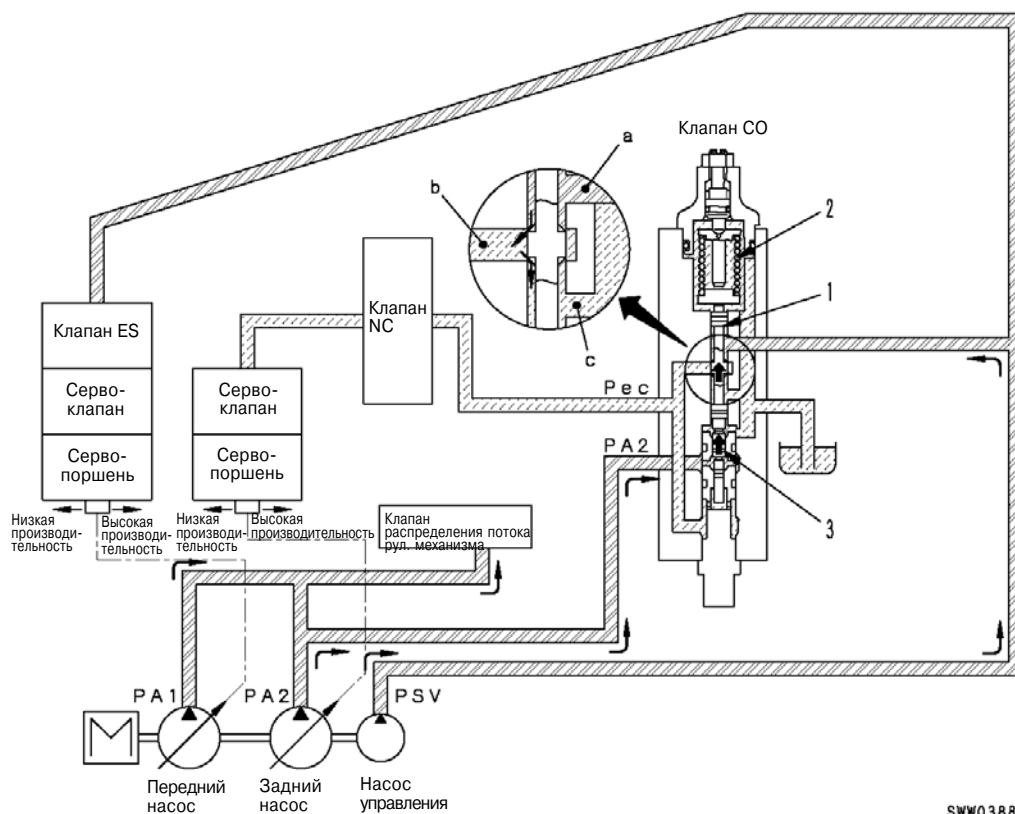 Клапан CO
a
b
2
Клапан ES
Клапан
NC
1
Серво-
клапан
Серво-
клапан
c
Pec
PA2
Серво-
поршень
Серво-
поршень
3
Низкая
производи-
тельность
Высокая
производи-
тельность
Низкая
производи-
тельность
Высокая
производительность
Клапан
распределения потока
рул. механизма
PA1
PA2
PSV
M
Передний
насос
Задний
насос
Насос
управления
SWW0388